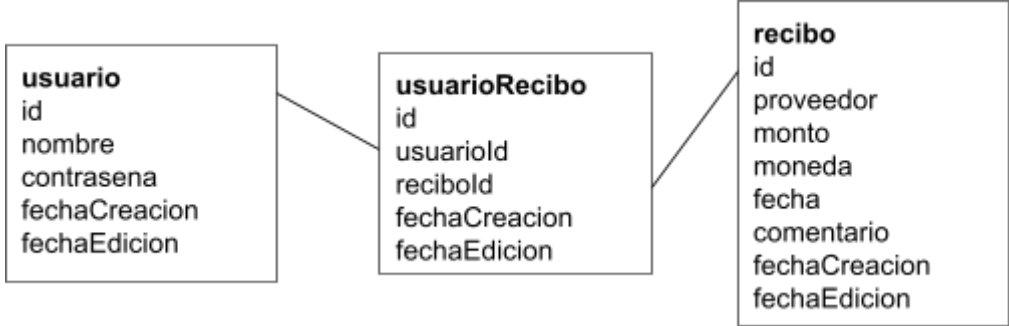 usuario
id
nombre
contrasena
fechaCreacion
fechaEdicion
usuarioRecibo
id
usuarioId
reciboId
fechaCreacion
fechaEdicion
recibo
id
proveedor
monto
moneda
fecha
comentario
fechaCreacion
fechaEdicion